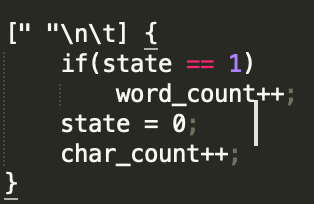 [" "\n\t] {
if(state == 1)
word_count++;
state = 0;
char_count++;
}